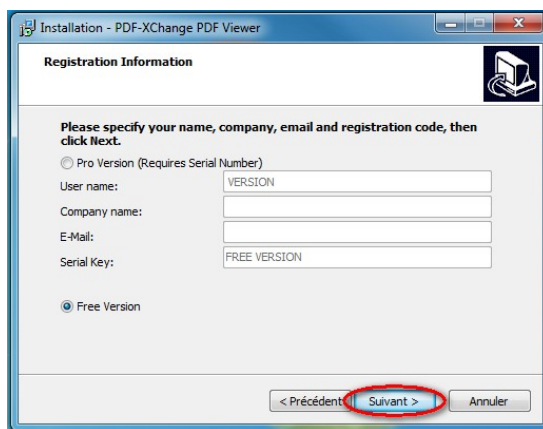 Installation - PDF-XChange PDF Viewer
Registration Information
Please specify your name, company, email and registration code, then
click Next.
Pro Version (Requires Serial Number)
User name:
VERSION
Company name:
E-Mail:
Serial Key:
FREE VERSION
Free Version
< Précédent
Suivant >
Annuler